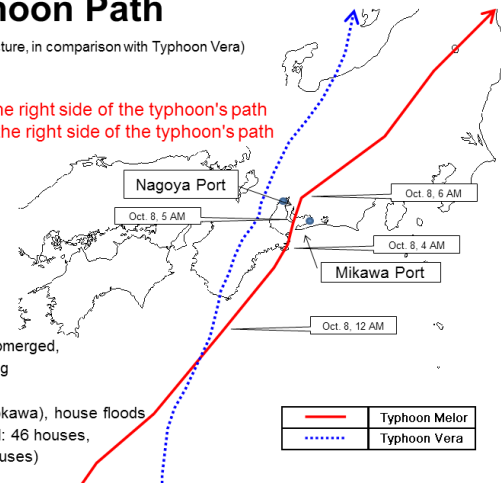 hoon Path
ture, in comparison with Typhoon Vera)
he right side of the typhoon's path
the right side of the typhoon's path
Nagoya Port
Oct. 8, 6 AM
Oct. 8, 5 AM
Oct. 8, 4 AM
Mikawa Port
Oct. 8, 12 AM
omerged,
g
okawa), house floods
l: 46 houses,
uses)
Typhoon Melor
Typhoon Vera